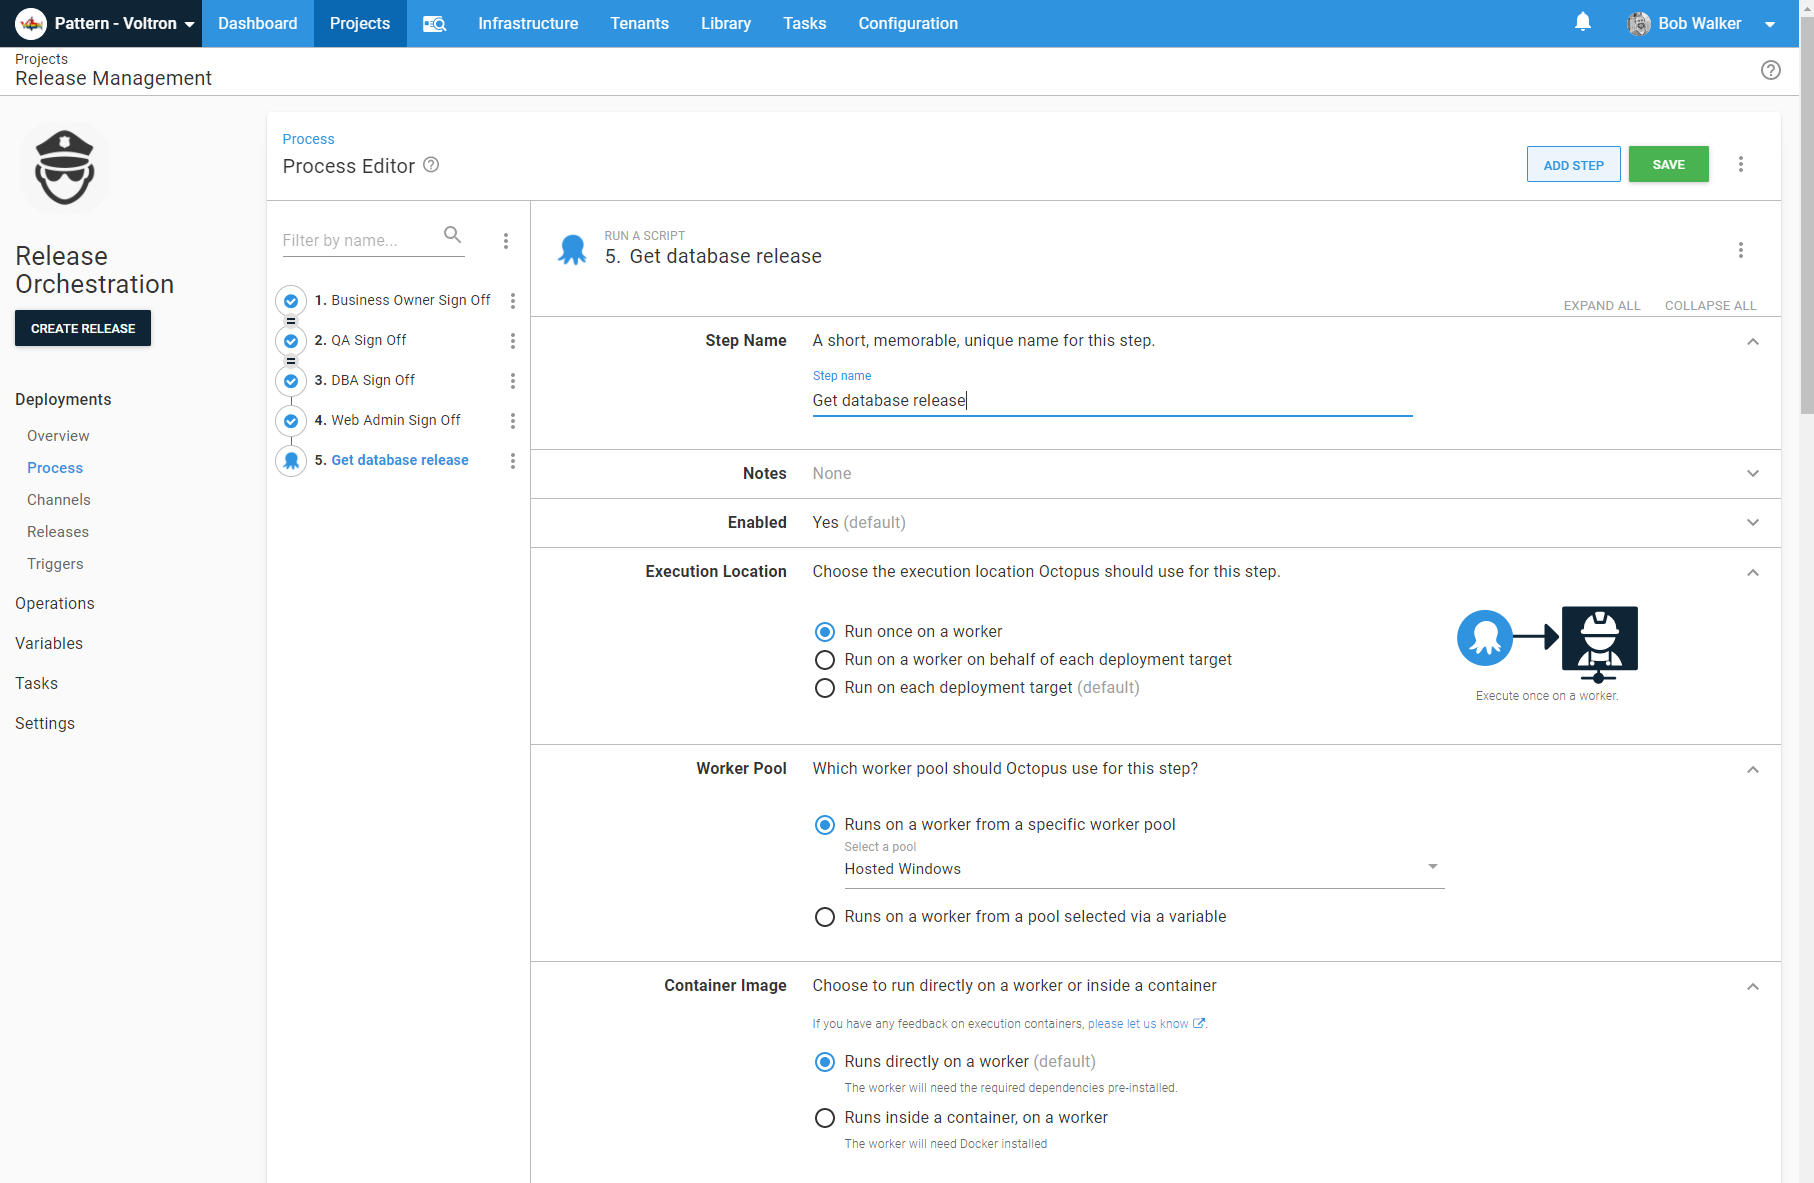 Pattern - Voltron
Dashboard
Projects
Infrastructure
Tenants
Library
Tasks
Configuration
Bob Walker
Projects
Release Management
Release
Orchestration
CREATE RELEASE
Deployments
Overview
Process
Channels
Releases
Triggers
Operations
Variables
Tasks
Settings
Process
Process Editor
ADD STEP
SAVE
Filter by name...
1. Business Owner Sign Off
2. QA Sign Off
3. DBA Sign Off
4. Web Admin Sign Off
5. Get database release
RUN A SCRIPT
5. Get database release
EXPAND ALL
COLLAPSE ALL
Step Name
A short, memorable, unique name for this step.
Step name
Get database release
Notes
None
Enabled
Yes (default)
Execution Location
Choose the execution location Octopus should use for this step.
Run once on a worker
Run on a worker on behalf of each deployment target
Run on each deployment target (default)
Execute once on a worker.
Worker Pool
Which worker pool should Octopus use for this step?
Runs on a worker from a specific worker pool
Select a pool
Hosted Windows
Runs on a worker from a pool selected via a variable
Container Image
Choose to run directly on a worker or inside a container
If you have any feedback on execution containers, please let us know.
Runs directly on a worker (default)
The worker will need the required dependencies pre-installed.
Runs inside a container, on a worker
The worker will need Docker installed